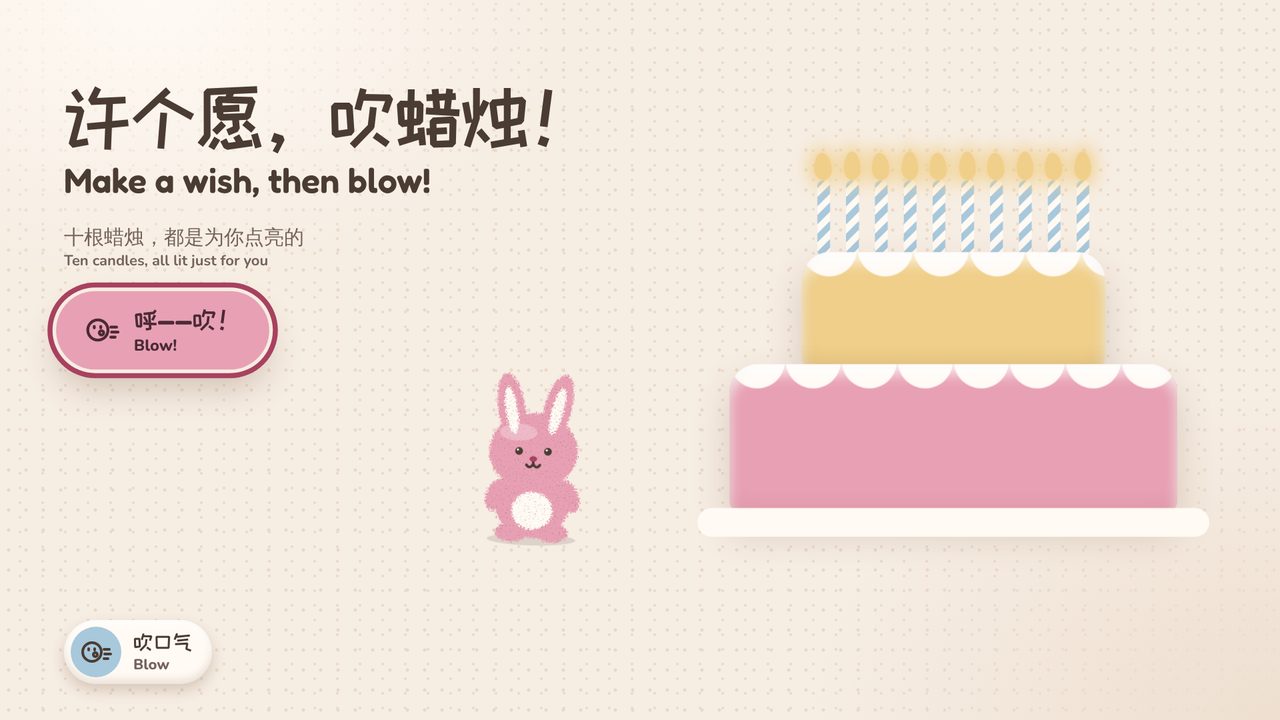 许个愿，吹蜡烛！
Make a wish, then blow!
十根蜡烛，都是为你点亮的
Ten candles, all lit just for you
呼——吹！
Blow!
吹口气
Blow